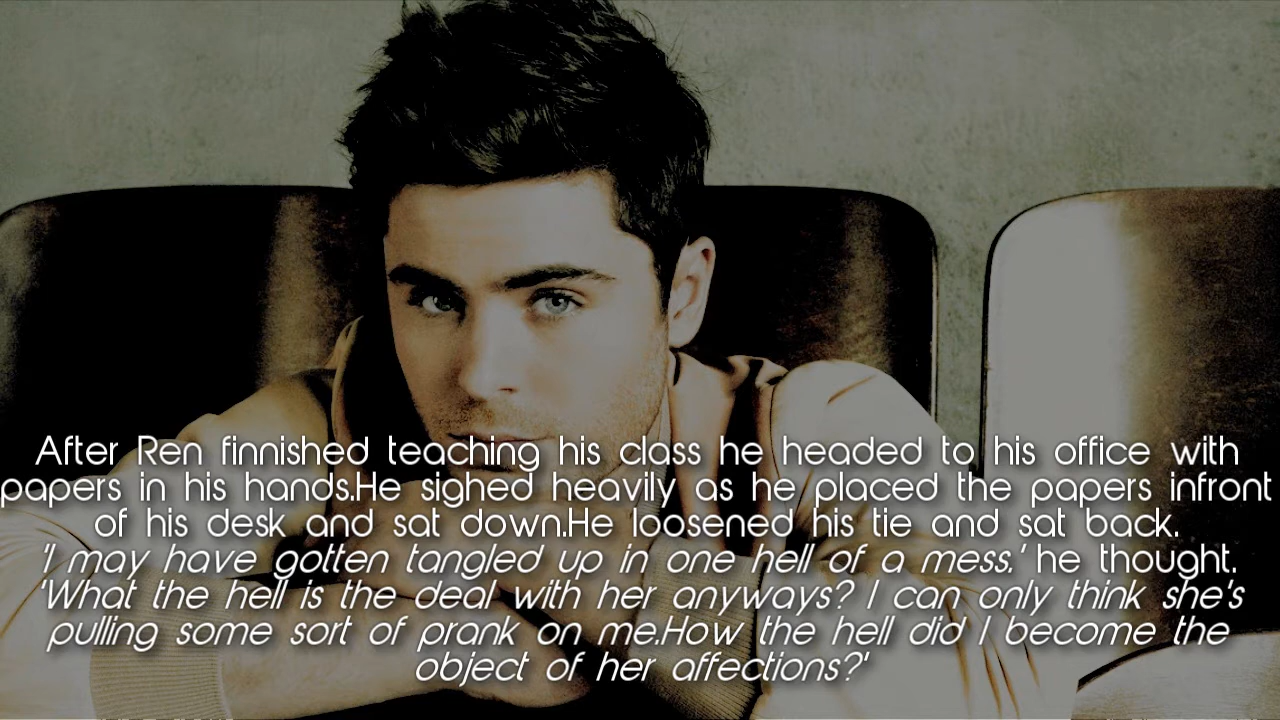 After Ren finnished teaching his class he headed to his office with
papers in his hands.He sighed heavily as he placed the papers infront
of his desk and sat down..He loosened his tie and sat back.
'I may have gotten tangled up in one hell of a mess.' he thought.
'What the hell is the deal with her anyways? I can only think she's
pulling some sort of prank on me.How the hell did I become the
object of her affections?'